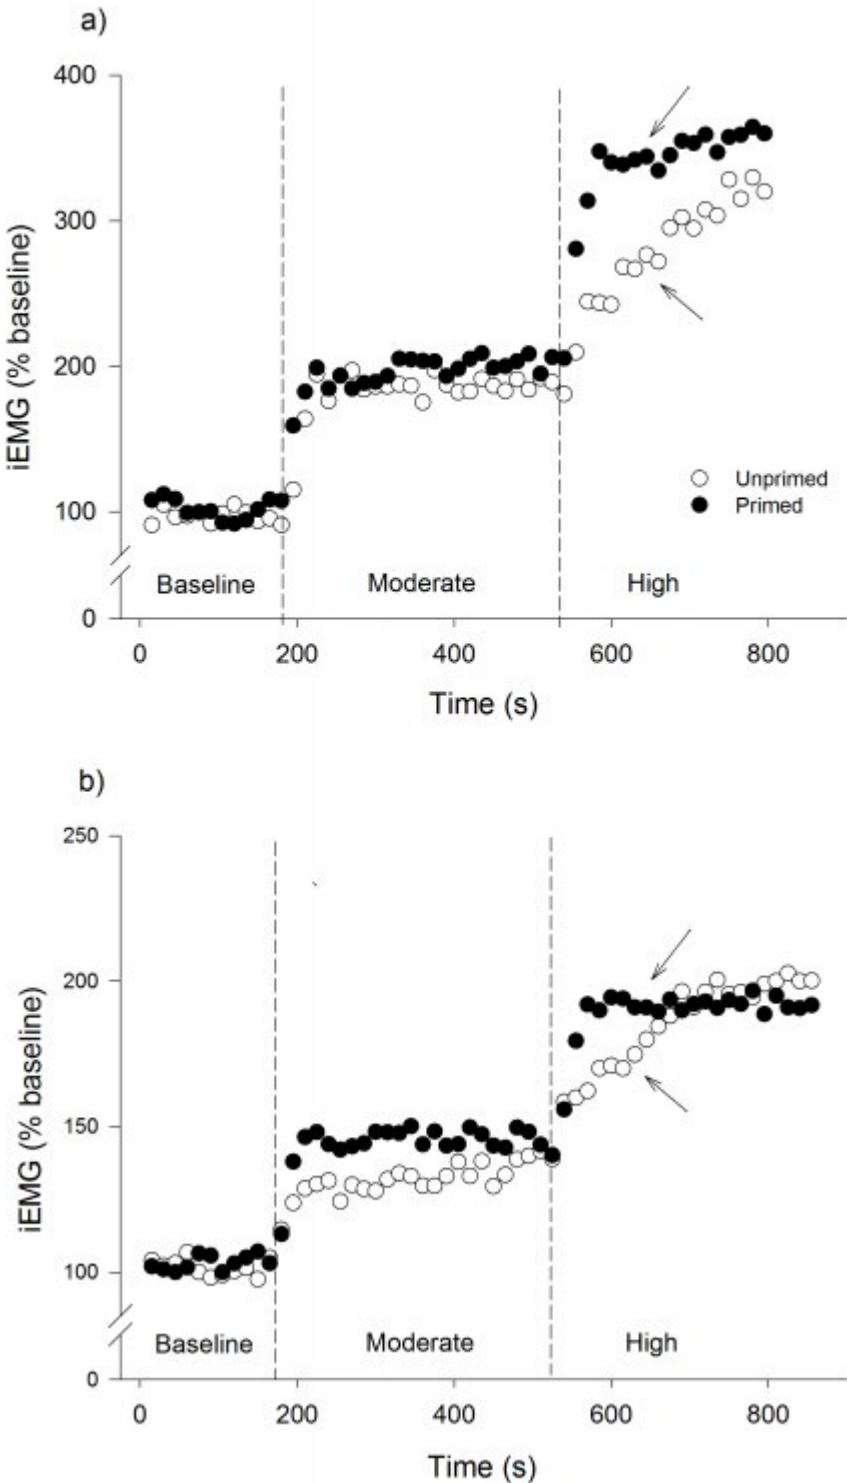 a)
400
300
200
100
0
iEMG (% baseline)
Unprimed
Primed
Baseline Moderate High
0 200 400 600 800
Time (s)
b)
250
200
150
100
0
iEMG (% baseline)
Baseline Moderate High
0 200 400 600 800
Time (s)